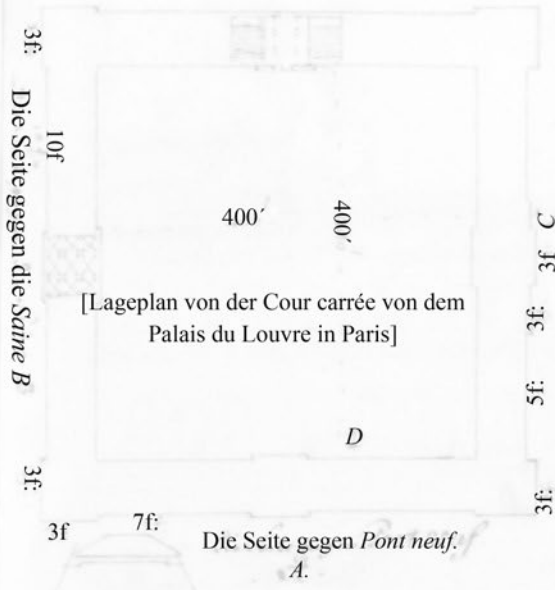 3f:
Die Seite gegen die Saine B
10f
3f:
400´
400´
[Lageplan von der Cour carrée von dem
Palais du Louvre in Paris]
C
3f
3f:
5f:
3f:
D
3f
7f:
Die Seite gegen Pont neuf.
A.